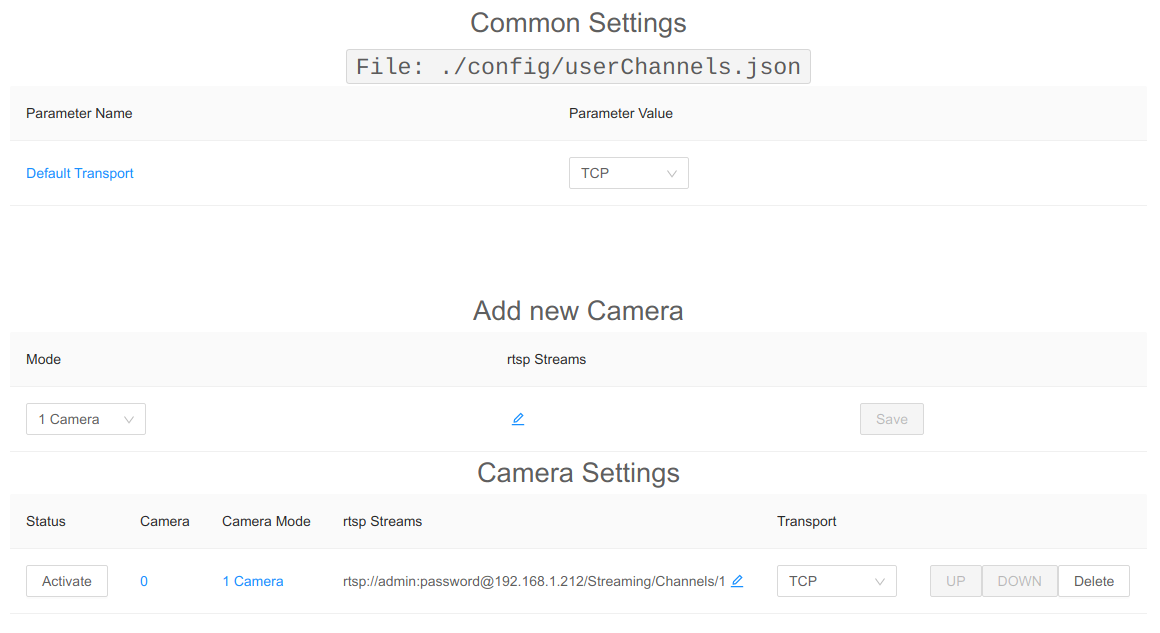 Common Settings
File: ./config/userChannels.json
Parameter Name Parameter Value
Default Transport TCP
Add new Camera
Mode rtsp Streams
1 Camera Save
Camera Settings
Status Camera Camera Mode rtsp Streams Transport
Activate 0 1 Camera rtsp://admin:password@192.168.1.212/Streaming/Channels/1 TCP UP DOWN Delete